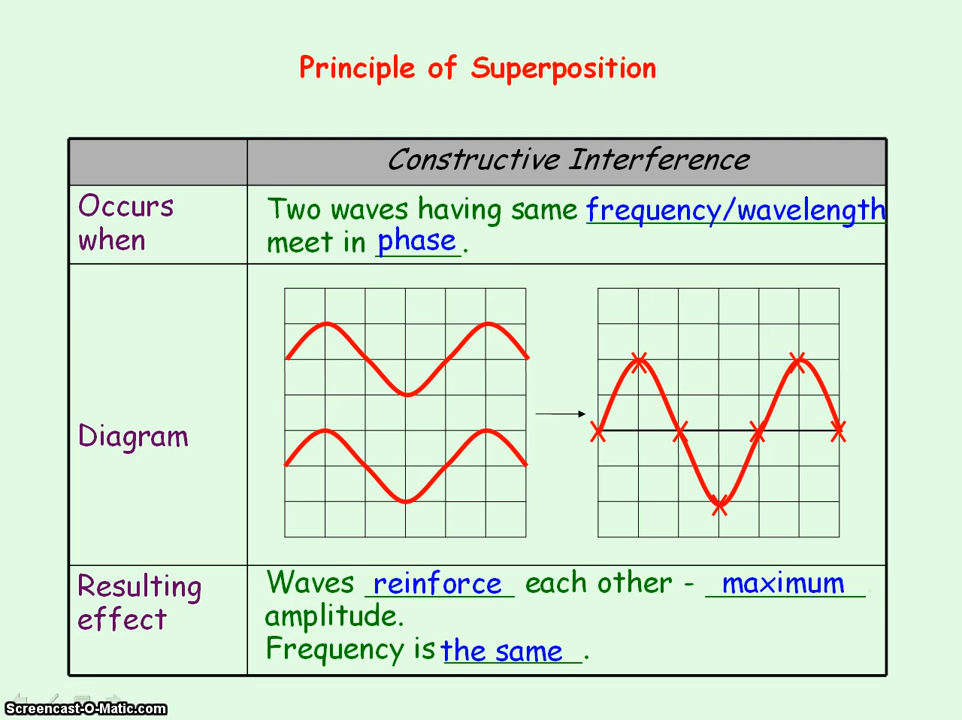 Principle of Superposition
Constructive Interference
Occurs
when
Two waves having same frequency/wavelength
meet in phase.
Diagram
Resulting
effect
Waves reinforce each other - maximum
amplitude.
Frequency is the same.
Screencast-O-Matic.com